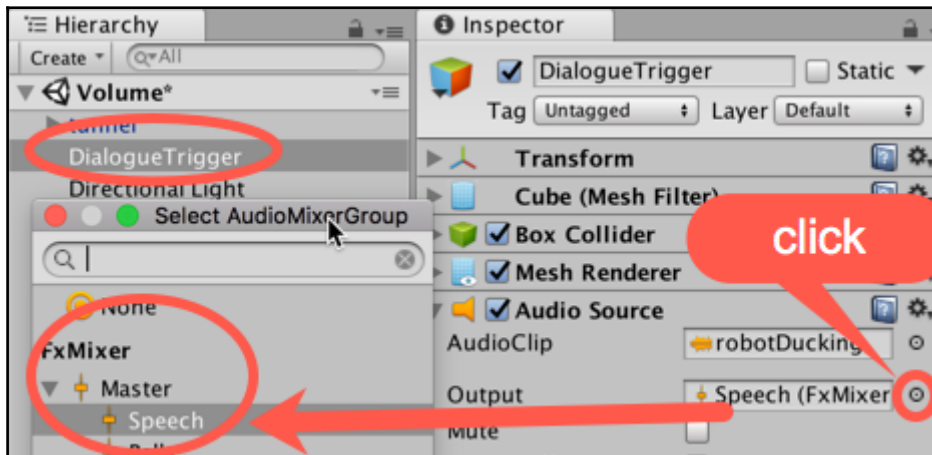 Hierarchy
Create
All
Volume*
tunnel
DialogueTrigger
Directional Light
Select AudioMixerGroup
None
FxMixer
Master
Speech
Inspector
DialogueTrigger
Static
Tag Untagged Layer Default
Transform
Cube (Mesh Filter)
Box Collider
Mesh Renderer
Audio Source
AudioClip robotDucking
Output Speech (FxMixer
Mute
click